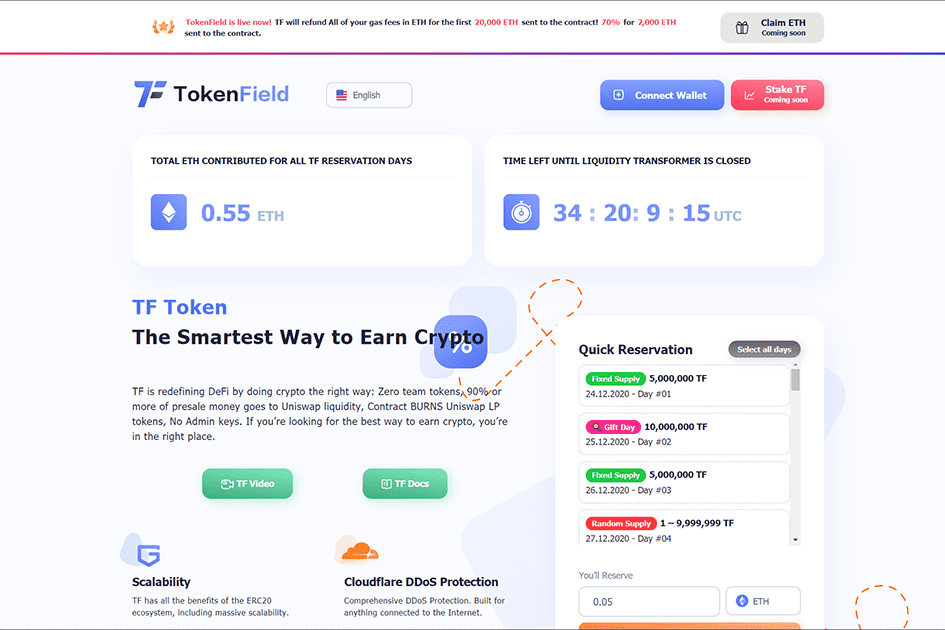 TokenField is live now! TF will refund All of your gas fees in ETH for the first 20,000 ETH sent to the contract! 70% for 2,000 ETH
sent to the contract.
Claim ETH
Coming soon
TokenField
English
Connect Wallet
Stake TF
Coming soon
TOTAL ETH CONTRIBUTED FOR ALL TF RESERVATION DAYS
0.55 ETH
TIME LEFT UNTIL LIQUIDITY TRANSFORMER IS CLOSED
34 : 20: 9 : 15 UTC
TF Token
The Smartest Way to Earn Crypto
%
TF is redefining DeFi by doing crypto the right way: Zero team tokens, 90% or
more of presale money goes to Uniswap liquidity, Contract BURNS Uniswap LP
tokens, No Admin keys. If you're looking for the best way to earn crypto, you're
in the right place.
TF Video
TF Docs
Scalability
TF has all the benefits of the ERC20
ecosystem, including massive scalability.
Cloudflare DDoS Protection
Comprehensive DDoS Protection. Built for
anything connected to the Internet.
Quick Reservation
Select all days
Fixed Supply 5,000,000 TF
24.12.2020 - Day #01
Gift Day 10,000,000 TF
25.12.2020 - Day #02
Fixed Supply 5,000,000 TF
26.12.2020 - Day #03
Random Supply 1 – 9,999,999 TF
27.12.2020 - Day #04
You'll Reserve
0.05
ETH